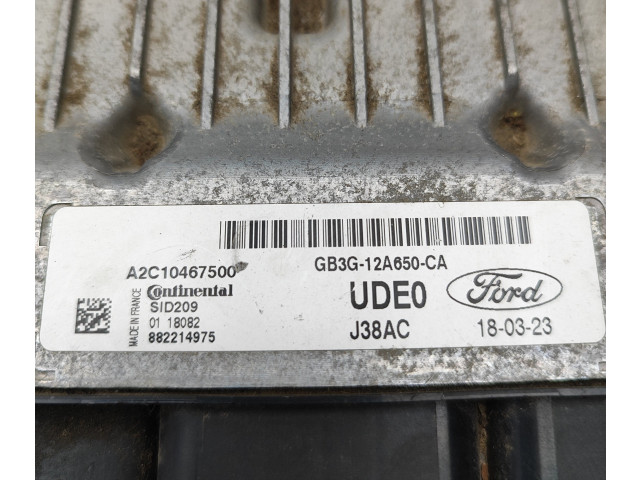 GB3G-12A650-CA
A2C10467500
Continental
SID209
01 18082
882214975
MADE IN FRANCE
UDE0
J38AC
Ford
18-03-23